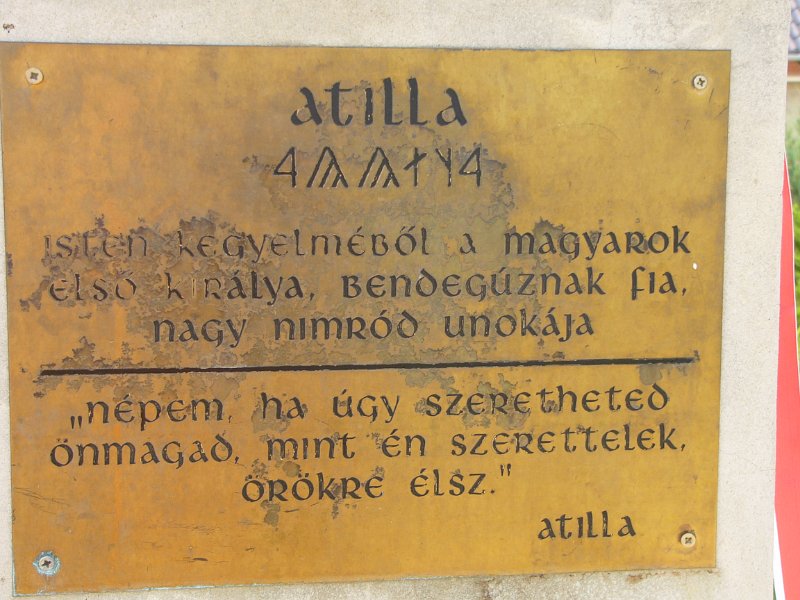 atilla
𐲀𐲦𐲐𐲖𐲖𐲀
isten kegyelméből a magyarok
első királya, bendegúznak fia,
nagy nimród unokája
„népem, ha úgy szeretheted
önmagad, mint én szerettelek,
örökre élsz."
atilla